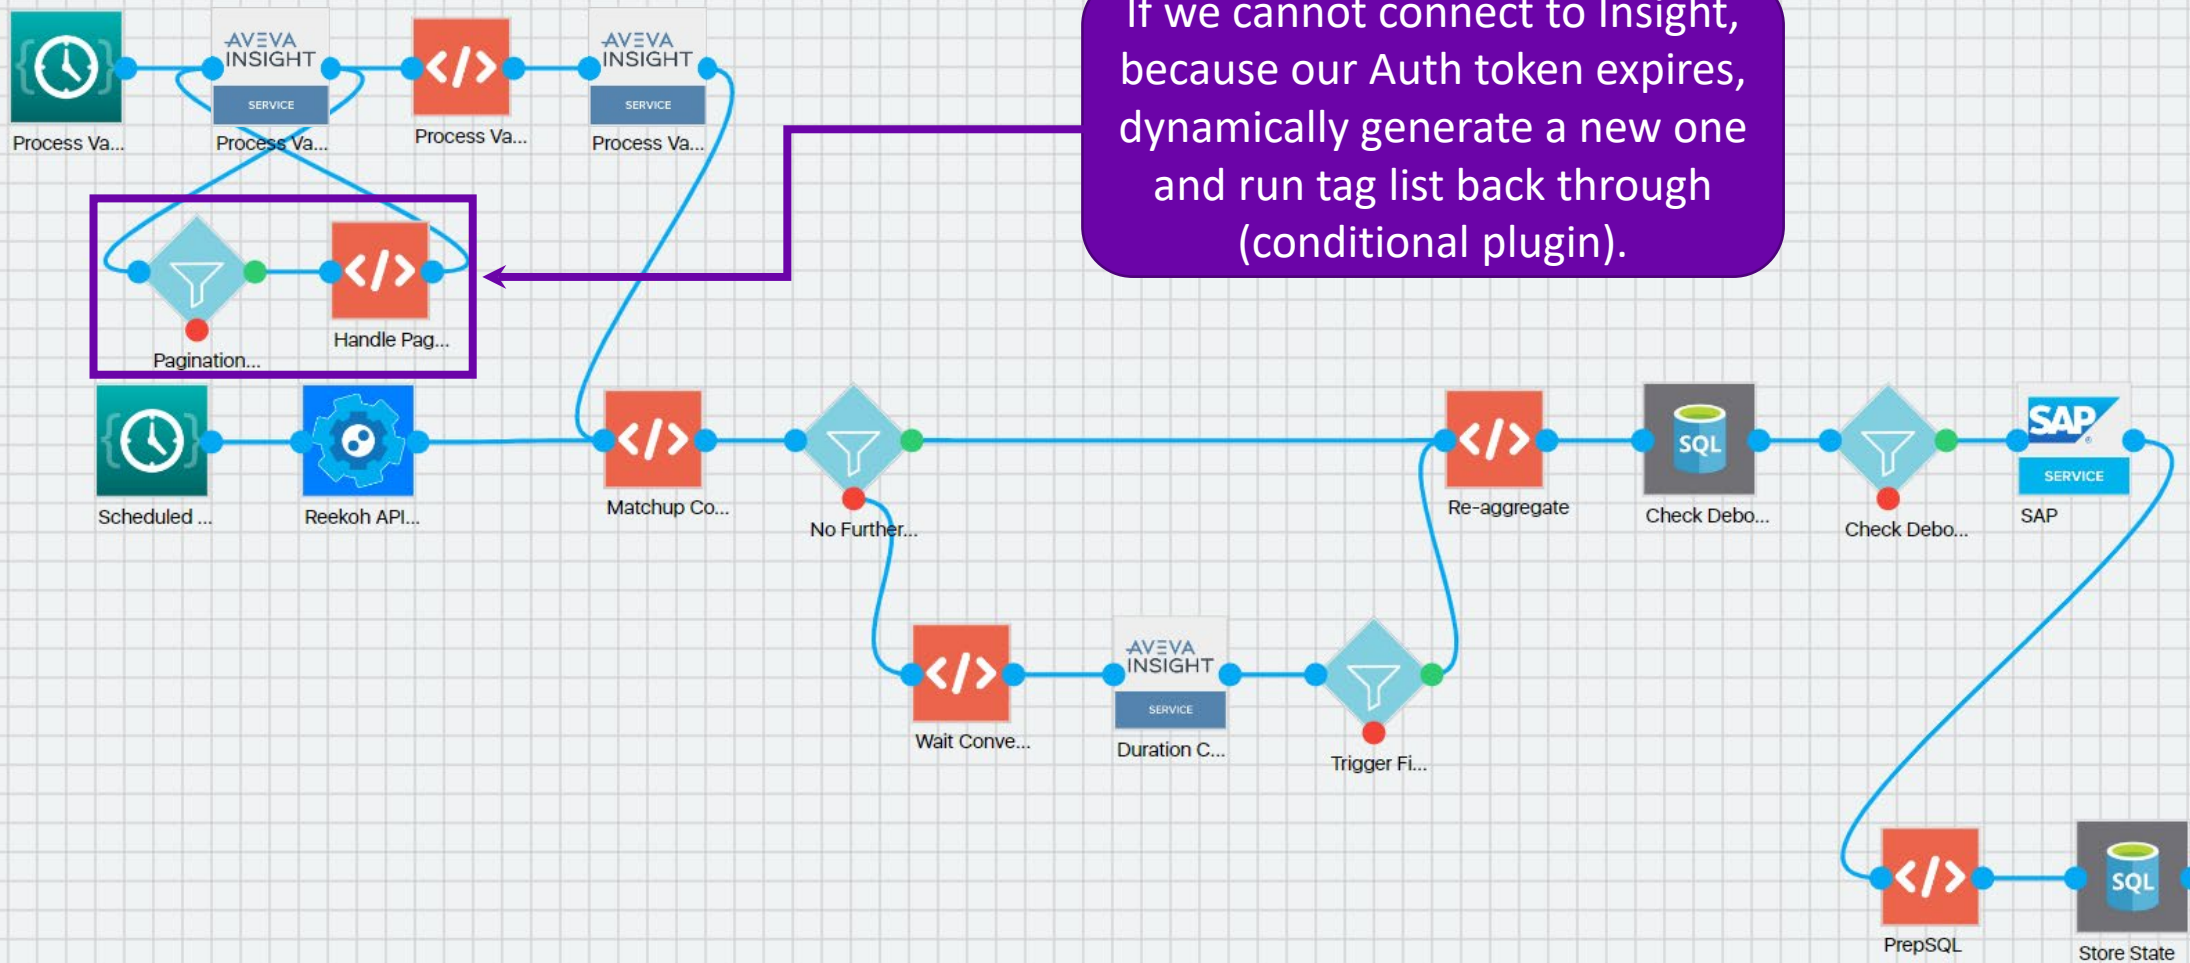 If we cannot connect to Insight,
because our Auth token expires,
dynamically generate a new one
and run tag list back through
(conditional plugin).
AVEVA
INSIGHT
SERVICE
AVEVA
INSIGHT
SERVICE
Process Va...
Process Va...
Process Va...
Process Va...
Pagination...
Handle Pag...
Scheduled ...
Reekoh API...
Matchup Co...
No Further...
Re-aggregate
SQL
Check Debo...
Check Debo...
SAP
®
SERVICE
SAP
Wait Conve...
AVEVA
INSIGHT
SERVICE
Duration C...
Trigger Fi...
PrepSQL
SQL
Store State